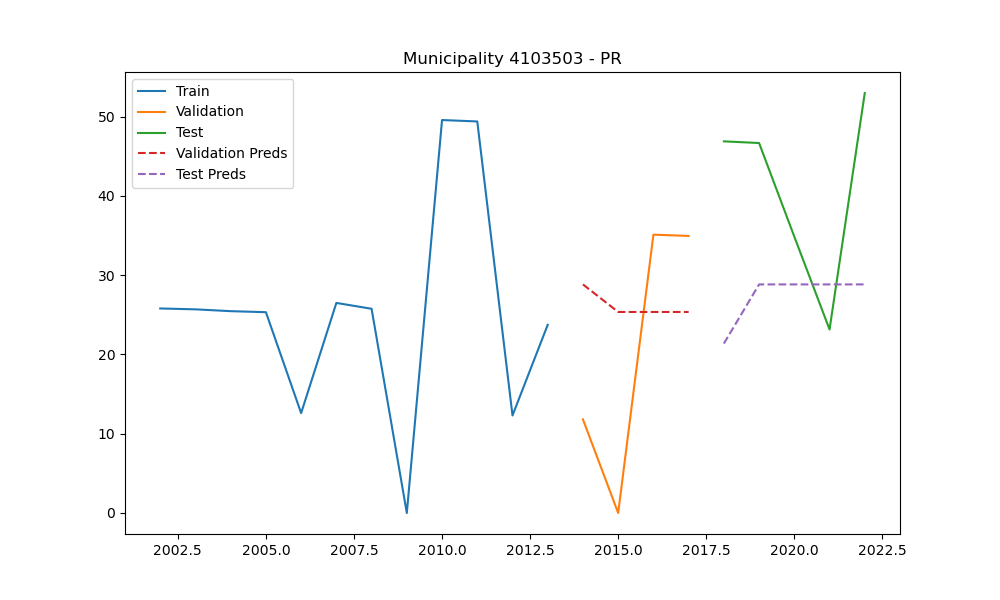 Municipality 4103503 - PR
Train
Validation
Test
Validation Preds
Test Preds
50
40
30
20
10
0
2002.5 2005.0 2007.5 2010.0 2012.5 2015.0 2017.5 2020.0 2022.5